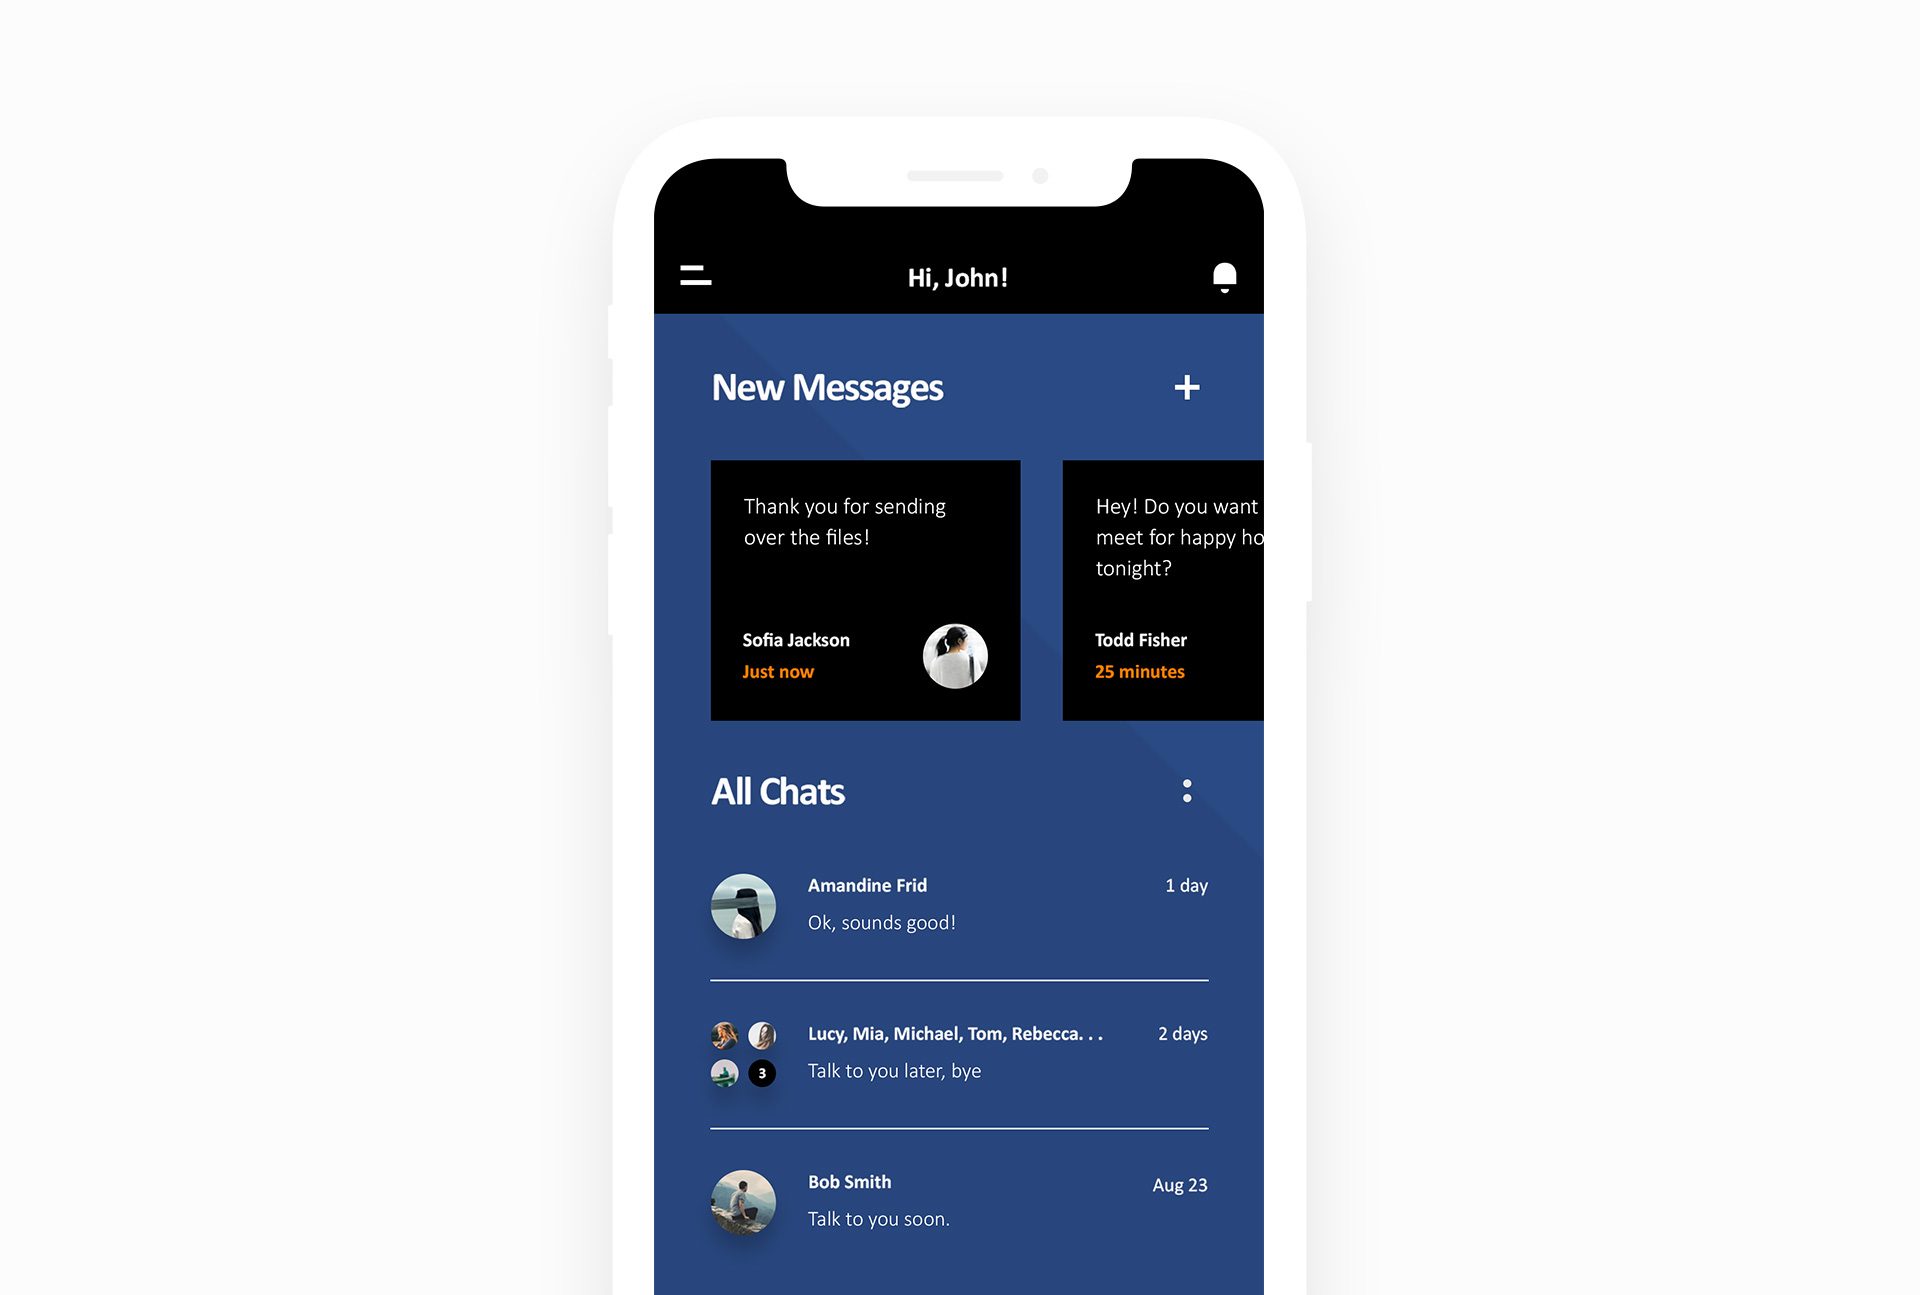 Hi, John!
New Messages
Thank you for sending
over the files!
Sofia Jackson
Just now
Hey! Do you want
meet for happy ho
tonight?
Todd Fisher
25 minutes
All Chats
Amandine Frid
1 day
Ok, sounds good!
Lucy, Mia, Michael, Tom, Rebecca. . .
2 days
3
Talk to you later, bye
Bob Smith
Aug 23
Talk to you soon.